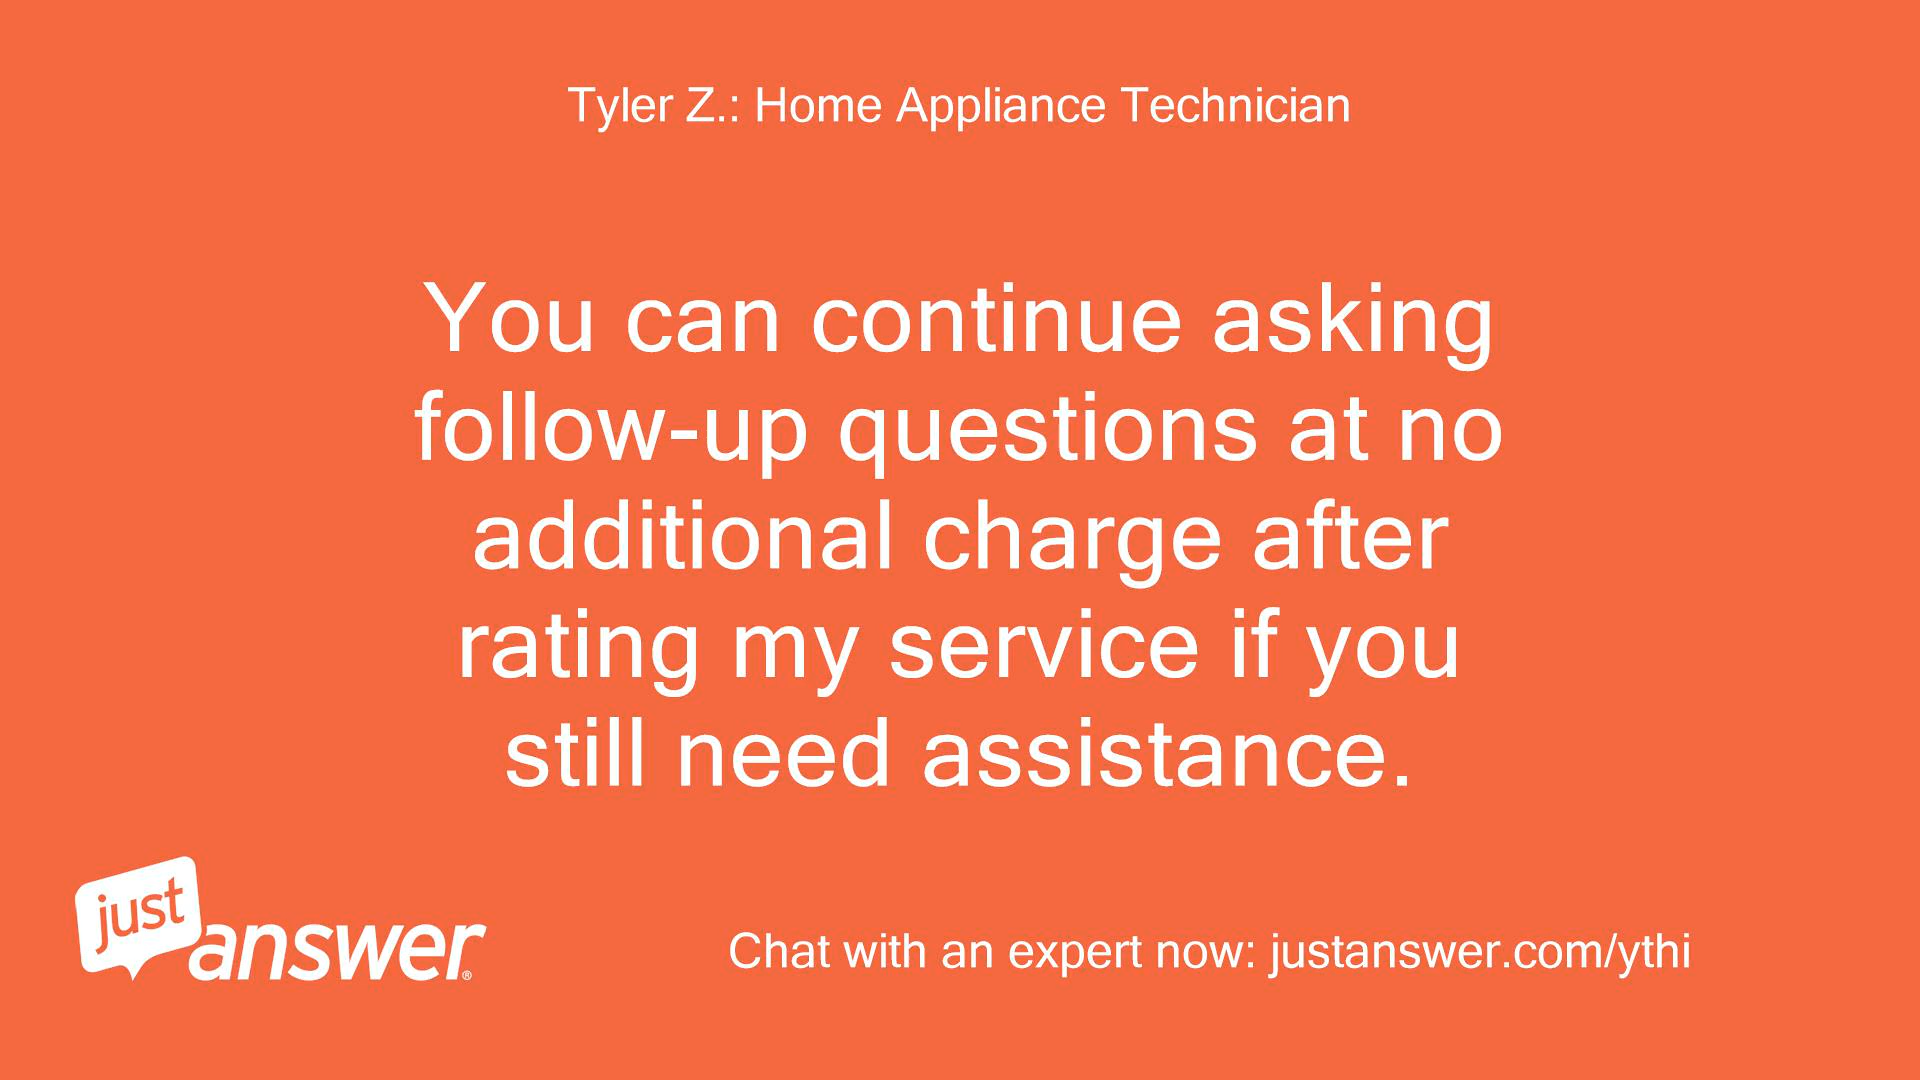 Tyler Z.: Home Appliance Technician
You can continue asking
follow-up questions at no
additional charge after
rating my service if you
still need assistance.
just
answer®
Chat with an expert now: justanswer.com/ythi